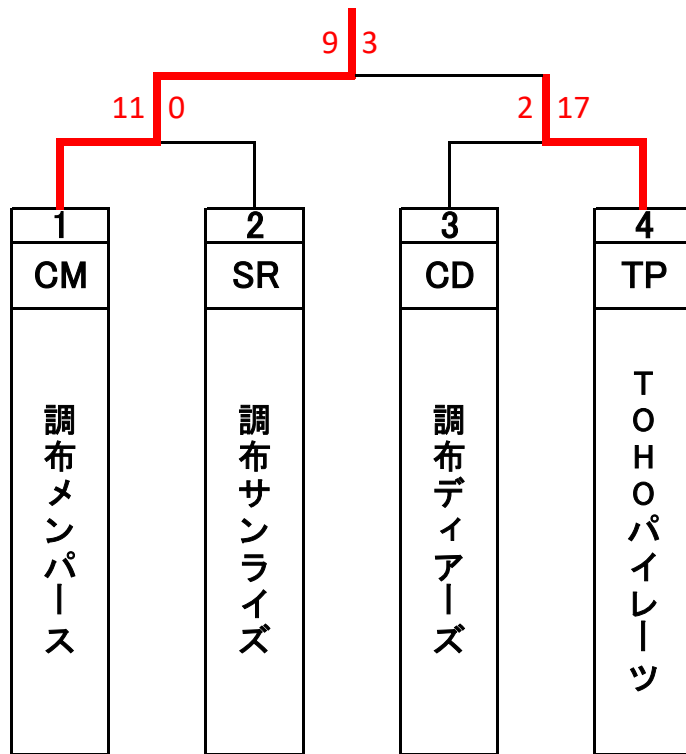 9 3
11 0
2 17
1
2
3
4
CM
SR
CD
TP
調布メンパース
調布サンライズ
調布ディアーズ
TOHOパイレーツ